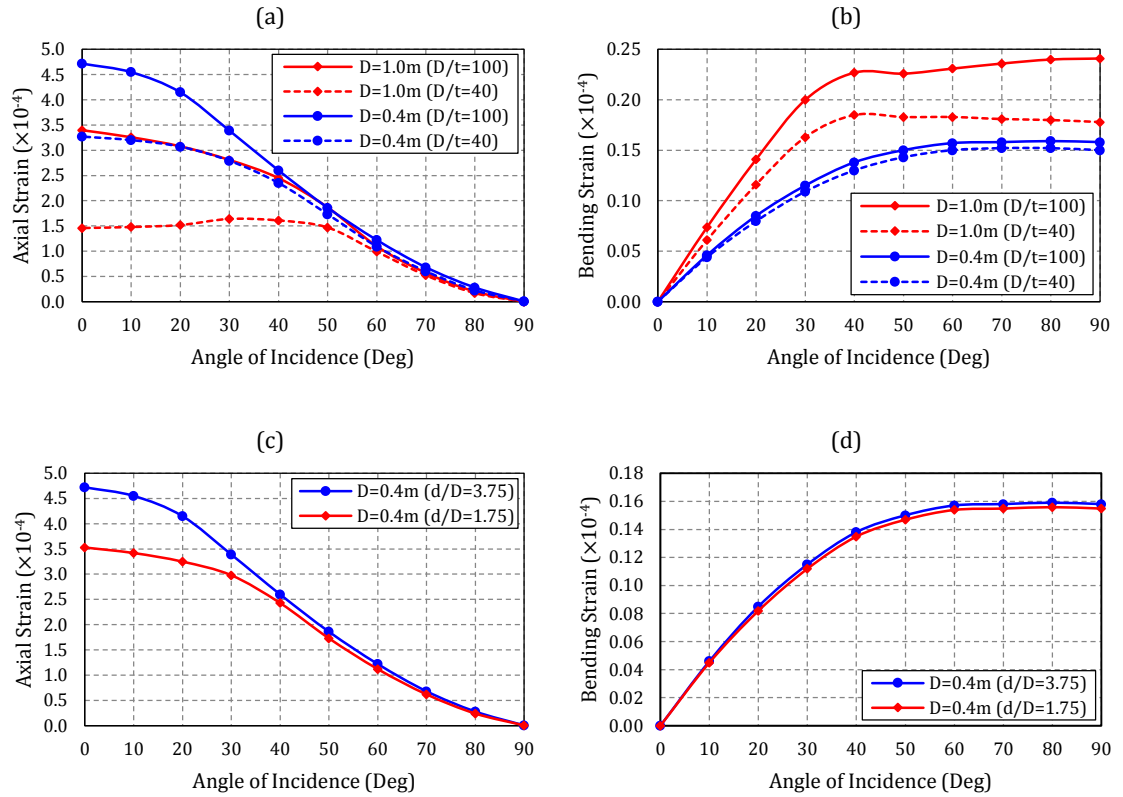 (a)
5.0
4.5
4.0
3.5
3.0
2.5
2.0
1.5
1.0
0.5
0.0
Axial Strain (×10⁻⁴)
D=1.0m (D/t=100)
D=1.0m (D/t=40)
D=0.4m (D/t=100)
D=0.4m (D/t=40)
0 10 20 30 40 50 60 70 80 90
Angle of Incidence (Deg)
(b)
0.25
0.20
0.15
0.10
0.05
0.00
Bending Strain (×10⁻⁴)
D=1.0m (D/t=100)
D=1.0m (D/t=40)
D=0.4m (D/t=100)
D=0.4m (D/t=40)
0 10 20 30 40 50 60 70 80 90
Angle of Incidence (Deg)
(c)
5.0
4.5
4.0
3.5
3.0
2.5
2.0
1.5
1.0
0.5
0.0
Axial Strain (×10⁻⁴)
D=0.4m (d/D=3.75)
D=0.4m (d/D=1.75)
0 10 20 30 40 50 60 70 80 90
Angle of Incidence (Deg)
(d)
0.18
0.16
0.14
0.12
0.10
0.08
0.06
0.04
0.02
0.00
Bending Strain (×10⁻⁴)
D=0.4m (d/D=3.75)
D=0.4m (d/D=1.75)
0 10 20 30 40 50 60 70 80 90
Angle of Incidence (Deg)